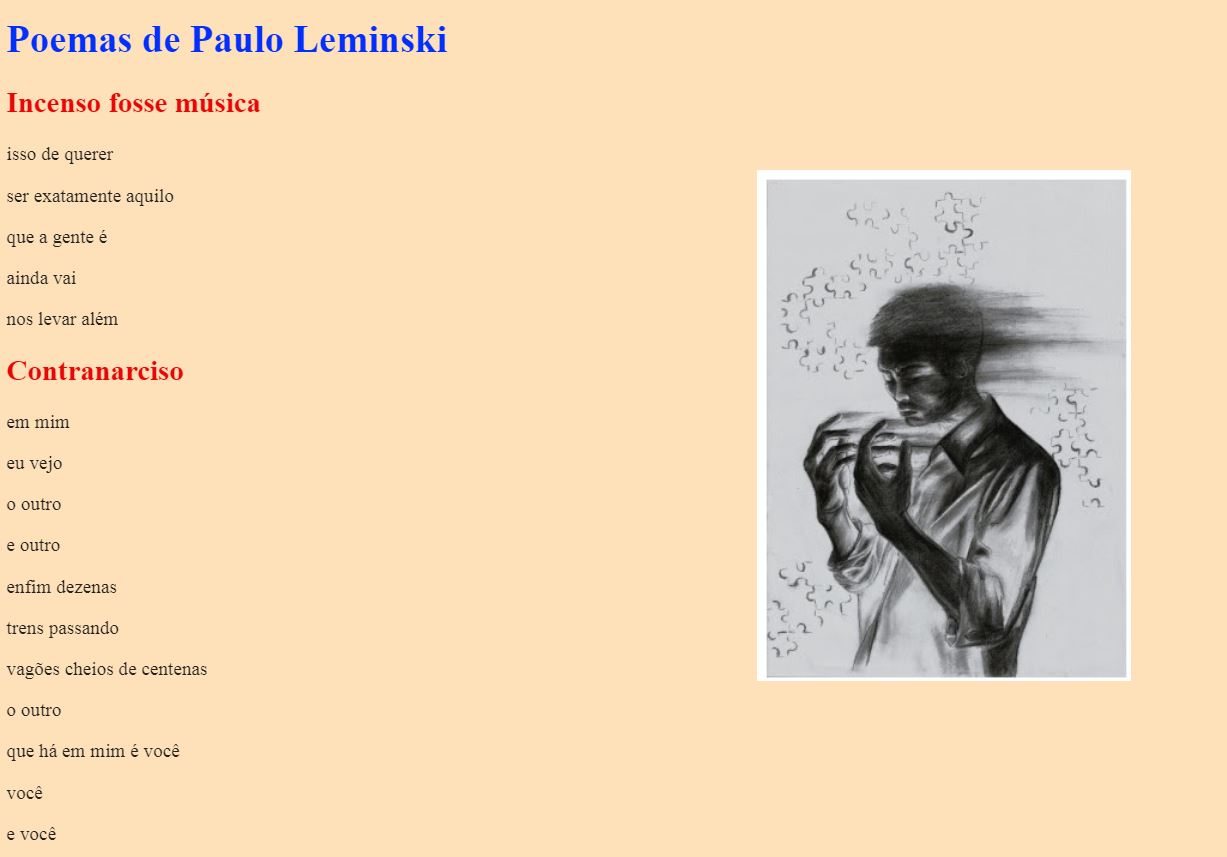 Poemas de Paulo Leminski
Incenso fosse música
isso de querer
ser exatamente aquilo
que a gente é
ainda vai
nos levar além
Contranarciso
em mim
eu vejo
o outro
e outro
enfim dezenas
trens passando
vagões cheios de centenas
o outro
que há em mim é você
você
e você